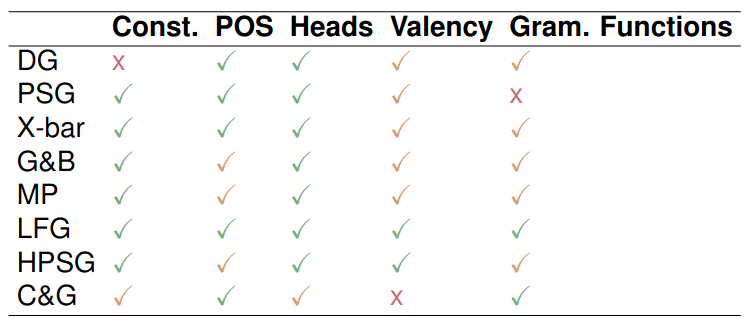 Const. POS Heads Valency Gram. Functions
DG x ✓ ✓ ✓ ✓
PSG ✓ ✓ ✓ ✓ x
X-bar ✓ ✓ ✓ ✓ ✓
G&B ✓ ✓ ✓ ✓ ✓
MP ✓ ✓ ✓ ✓ ✓
LFG ✓ ✓ ✓ ✓ ✓
HPSG ✓ ✓ ✓ ✓ ✓
C&G ✓ ✓ ✓ x ✓